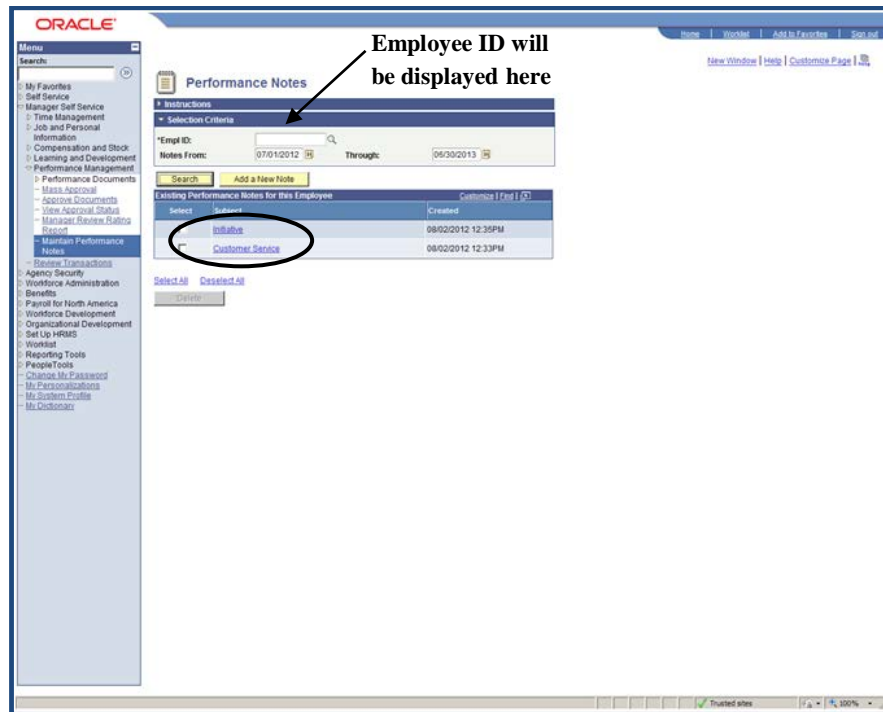 ORACLE'
Home | Worklist | Add to Favorites | Sign out
Menu
Search:
My Favorites
Self Service
Manager Self Service
Time Management
Job and Personal
Information
Compensation and Stock
Learning and Development
Performance Management
Performance Documents
Mass Approval
Approve Documents
View Approval Status
Manager Review Rating
Report
Maintain Performance
Notes
Review Transactions
Agency Security
Workforce Administration
Benefits
Payroll for North America
Workforce Development
Organizational Development
Set Up HRMS
Worklist
Reporting Tools
PeopleTools
Change My Password
My Personalizations
My System Profile
My Dictionary
Employee ID will
be displayed here
New Window | Help | Customize Page |
Performance Notes
Instructions
Selection Criteria
*Empl ID:
Notes From: 07/01/2012 Through: 06/30/2013
Search Add a New Note
Existing Performance Notes for this Employee Customize | Find |
Select Subject Created
Initiative 08/02/2012 12:35PM
Customer Service 08/02/2012 12:33PM
Select All Deselect All
Delete
Trusted sites 100%